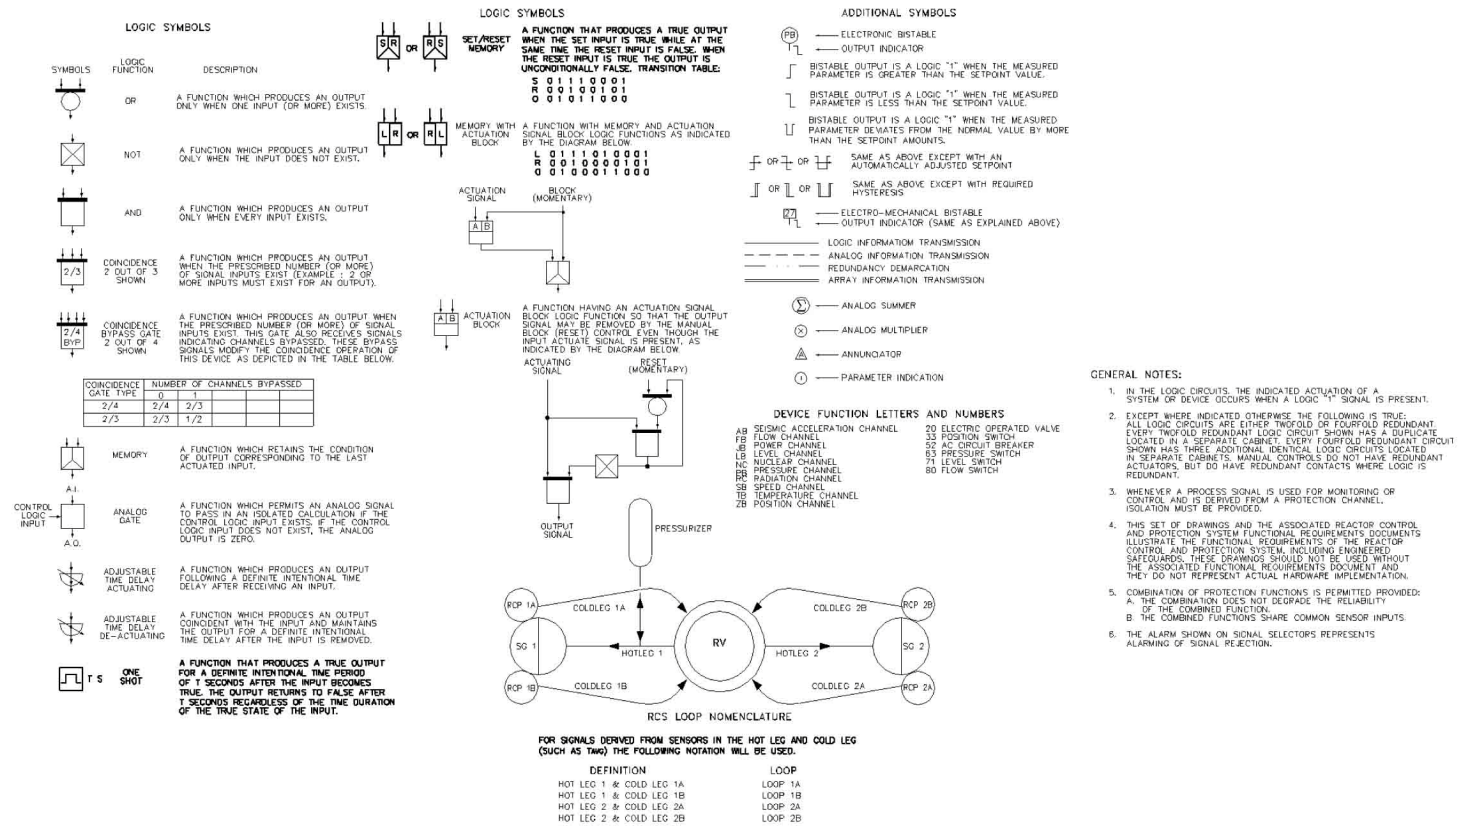 LOGIC SYMBOLS
SYMBOLS
LOGIC
FUNCTION
DESCRIPTION
OR
A FUNCTION WHICH PRODUCES AN OUTPUT
ONLY WHEN ONE INPUT (OR MORE) EXISTS.
NOT
A FUNCTION WHICH PRODUCES AN OUTPUT
ONLY WHEN THE INPUT DOES NOT EXIST.
AND
A FUNCTION WHICH PRODUCES AN OUTPUT
ONLY WHEN EVERY INPUT EXISTS.
2/3
COINCIDENCE
2 OUT OF 3
SHOWN
A FUNCTION WHICH PRODUCES AN OUTPUT
WHEN THE PRESCRIBED NUMBER (OR MORE)
OF SIGNAL INPUTS EXIST (EXAMPLE : 2 OR
MORE INPUTS MUST EXIST FOR AN OUTPUT).
2/4
BYP
COINCIDENCE
BYPASS GATE
2 OUT OF 4
SHOWN
A FUNCTION WHICH PRODUCES AN OUTPUT WHEN
THE PRESCRIBED NUMBER (OR MORE) OF SIGNAL
INPUTS EXIST. THIS GATE ALSO RECEIVES SIGNALS
INDICATING CHANNELS BYPASSED. THESE BYPASS
SIGNALS MODIFY THE COINCIDENCE OPERATION OF
THIS DEVICE AS DEPICTED IN THE TABLE BELOW.
COINCIDENCE
GATE TYPE
NUMBER OF CHANNELS BYPASSED
0 1
2/4 2/4 2/3
2/3 2/3 1/2
MEMORY
A FUNCTION WHICH RETAINS THE CONDITION
OF OUTPUT CORRESPONDING TO THE LAST
ACTUATED INPUT.
A.I.
CONTROL
LOGIC
INPUT
A.O.
ANALOG
GATE
A FUNCTION WHICH PERMITS AN ANALOG SIGNAL
TO PASS IN AN ISOLATED CALCULATION IF THE
CONTROL LOGIC INPUT EXISTS. IF THE CONTROL
LOGIC INPUT DOES NOT EXIST, THE ANALOG
OUTPUT IS ZERO.
ADJUSTABLE
TIME DELAY
ACTUATING
A FUNCTION WHICH PRODUCES AN OUTPUT
FOLLOWING A DEFINITE INTENTIONAL TIME
DELAY AFTER RECEIVING AN INPUT.
ADJUSTABLE
TIME DELAY
DE-ACTUATING
A FUNCTION WHICH PRODUCES AN OUTPUT
COINCIDENT WITH THE INPUT AND MAINTAINS
THE OUTPUT FOR A DEFINITE INTENTIONAL
TIME DELAY AFTER THE INPUT IS REMOVED.
T S
ONE
SHOT
A FUNCTION THAT PRODUCES A TRUE OUTPUT
FOR A DEFINITE INTENTIONAL TIME PERIOD
OF T SECONDS AFTER THE INPUT BECOMES
TRUE. THE OUTPUT RETURNS TO FALSE AFTER
T SECONDS REGARDLESS OF THE TIME DURATION
OF THE TRUE STATE OF THE INPUT.
LOGIC SYMBOLS
S R OR R S
SET/RESET
MEMORY
A FUNCTION THAT PRODUCES A TRUE OUTPUT
WHEN THE SET INPUT IS TRUE WHILE AT THE
SAME TIME THE RESET INPUT IS FALSE. WHEN
THE RESET INPUT IS TRUE THE OUTPUT IS
UNCONDITIONALLY FALSE. TRANSITION TABLE:
S 0 1 1 1 0 0 0 1
R 0 0 1 0 0 1 0 1
O 0 1 0 1 1 0 0 0
L R OR R L
MEMORY WITH
ACTUATION
BLOCK
A FUNCTION WITH MEMORY AND ACTUATION
SIGNAL BLOCK LOGIC FUNCTIONS AS INDICATED
BY THE DIAGRAM BELOW.
L 0 1 1 1 0 1 0 0 0 1
R 0 0 1 0 0 0 0 1 0 1
O 0 1 0 0 0 1 1 0 0 0
ACTUATION
SIGNAL
BLOCK
(MOMENTARY)
A B
A B
ACTUATION
BLOCK
A FUNCTION HAVING AN ACTUATION SIGNAL
BLOCK LOGIC FUNCTION SO THAT THE OUTPUT
SIGNAL MAY BE REMOVED BY THE MANUAL
BLOCK (RESET) CONTROL EVEN THOUGH THE
INPUT ACTUATE SIGNAL IS PRESENT, AS
INDICATED BY THE DIAGRAM BELOW.
ACTUATING
SIGNAL
RESET
(MOMENTARY)
OUTPUT
SIGNAL
PRESSURIZER
RCP 1A
COLDLEG 1A
COLDLEG 2B
RCP 2B
SG 1
HOTLEG 1
RV
HOTLEG 2
SG 2
RCP 1B
COLDLEG 1B
COLDLEG 2A
RCP 2A
RCS LOOP NOMENCLATURE
FOR SIGNALS DERIVED FROM SENSORS IN THE HOT LEG AND COLD LEG
(SUCH AS TAVG) THE FOLLOWING NOTATION WILL BE USED.
DEFINITION LOOP
HOT LEG 1 & COLD LEG 1A LOOP 1A
HOT LEG 1 & COLD LEG 1B LOOP 1B
HOT LEG 2 & COLD LEG 2A LOOP 2A
HOT LEG 2 & COLD LEG 2B LOOP 2B
ADDITIONAL SYMBOLS
PB
ELECTRONIC BISTABLE
OUTPUT INDICATOR
BISTABLE OUTPUT IS A LOGIC "1" WHEN THE MEASURED
PARAMETER IS GREATER THAN THE SETPOINT VALUE.
BISTABLE OUTPUT IS A LOGIC "1" WHEN THE MEASURED
PARAMETER IS LESS THAN THE SETPOINT VALUE.
BISTABLE OUTPUT IS A LOGIC "1" WHEN THE MEASURED
PARAMETER DEVIATES FROM THE NORMAL VALUE BY MORE
THAN THE SETPOINT AMOUNTS.
OR OR
SAME AS ABOVE EXCEPT WITH AN
AUTOMATICALLY ADJUSTED SETPOINT
OR OR
SAME AS ABOVE EXCEPT WITH REQUIRED
HYSTERESIS
27
ELECTRO-MECHANICAL BISTABLE
OUTPUT INDICATOR (SAME AS EXPLAINED ABOVE)
LOGIC INFORMATIOM TRANSMISSION
ANALOG INFORMATION TRANSMISSION
REDUNDANCY DEMARCATION
ARRAY INFORMATION TRANSMISSION
Σ
ANALOG SUMMER
ANALOG MULTIPLIER
A
ANNUNCIATOR
I
PARAMETER INDICATION
DEVICE FUNCTION LETTERS AND NUMBERS
AB SEISMIC ACCELERATION CHANNEL
FB FLOW CHANNEL
JB POWER CHANNEL
LB LEVEL CHANNEL
NC NUCLEAR CHANNEL
PB PRESSURE CHANNEL
RC RADIATION CHANNEL
SB SPEED CHANNEL
TB TEMPERATURE CHANNEL
ZB POSITION CHANNEL
20 ELECTRIC OPERATED VALVE
33 POSITION SWITCH
52 AC CIRCUIT BREAKER
63 PRESSURE SWITCH
71 LEVEL SWITCH
80 FLOW SWITCH
GENERAL NOTES:
1. IN THE LOGIC CIRCUITS, THE INDICATED ACTUATION OF A
SYSTEM OR DEVICE OCCURS WHEN A LOGIC "1" SIGNAL IS PRESENT.
2. EXCEPT WHERE INDICATED OTHERWISE THE FOLLOWING IS TRUE:
ALL LOGIC CIRCUITS ARE EITHER TWOFOLD OR FOURFOLD REDUNDANT.
EVERY TWOFOLD REDUNDANT LOGIC CIRCUIT SHOWN HAS A DUPLICATE
LOCATED IN A SEPARATE CABINET. EVERY FOURFOLD REDUNDANT CIRCUIT
SHOWN HAS THREE ADDITIONAL IDENTICAL LOGIC CIRCUITS LOCATED
IN SEPARATE CABINETS. MANUAL CONTROLS DO NOT HAVE REDUNDANT
ACTUATORS, BUT DO HAVE REDUNDANT CONTACTS WHERE LOGIC IS
REDUNDANT.
3. WHENEVER A PROCESS SIGNAL IS USED FOR MONITORING OR
CONTROL AND IS DERIVED FROM A PROTECTION CHANNEL,
ISOLATION MUST BE PROVIDED.
4. THIS SET OF DRAWINGS AND THE ASSOCIATED REACTOR CONTROL
AND PROTECTION SYSTEM FUNCTIONAL REQUIREMENTS DOCUMENTS
ILLUSTRATE THE FUNCTIONAL REQUIREMENTS OF THE REACTOR
CONTROL AND PROTECTION SYSTEM, INCLUDING ENGINEERED
SAFEGUARDS. THESE DRAWINGS SHOULD NOT BE USED WITHOUT
THE ASSOCIATED FUNCTIONAL REQUIREMENTS DOCUMENT AND
THEY DO NOT REPRESENT ACTUAL HARDWARE IMPLEMENTATION.
5. COMBINATION OF PROTECTION FUNCTIONS IS PERMITTED PROVIDED:
A. THE COMBINATION DOES NOT DEGRADE THE RELIABILITY
OF THE COMBINED FUNCTION.
B. THE COMBINED FUNCTIONS SHARE COMMON SENSOR INPUTS
6. THE ALARM SHOWN ON SIGNAL SELECTORS REPRESENTS
ALARMING OF SIGNAL REJECTION.